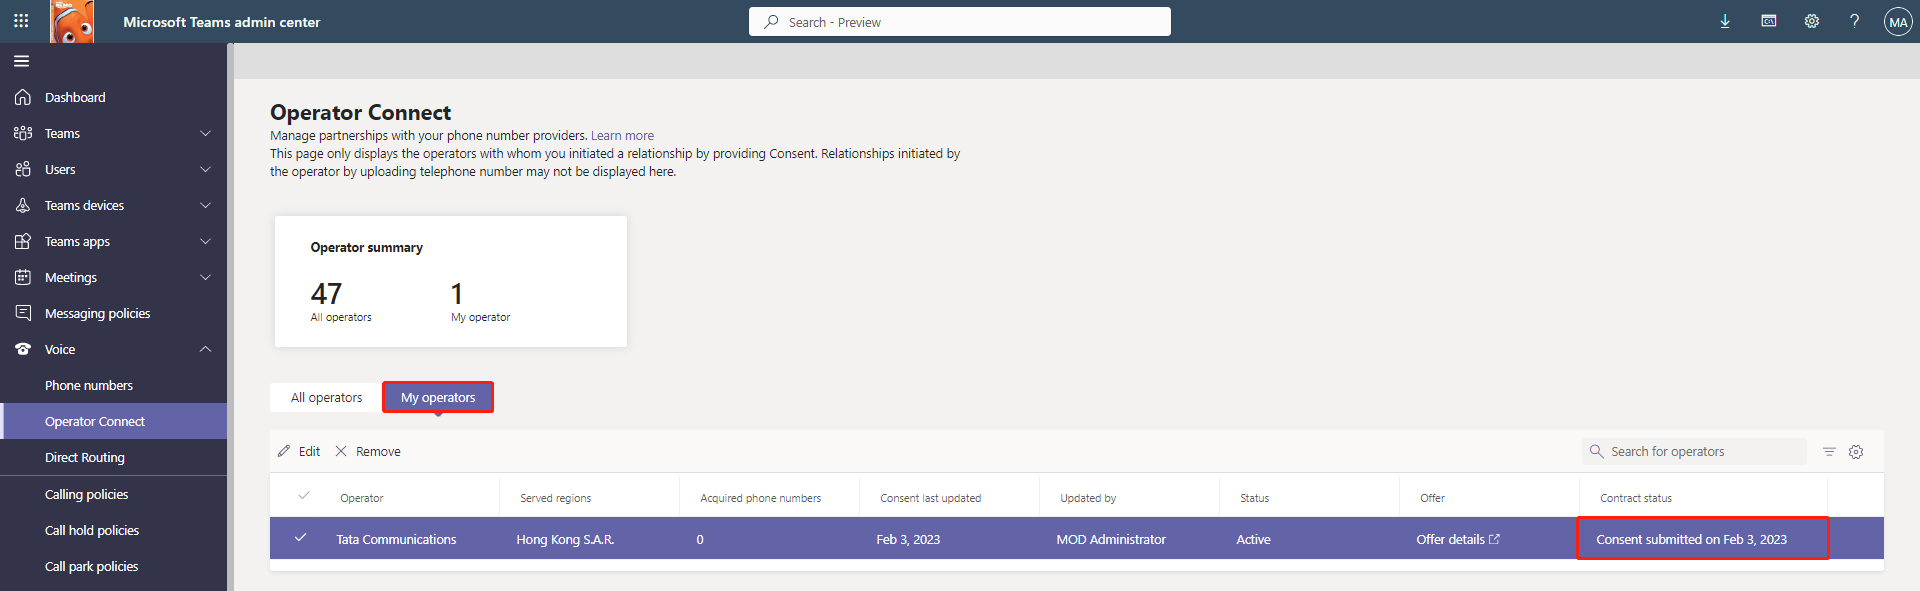 Microsoft Teams admin center
Search - Preview
MA
Dashboard
Teams
Users
Teams devices
Teams apps
Meetings
Messaging policies
Voice
Phone numbers
Operator Connect
Direct Routing
Calling policies
Call hold policies
Call park policies
Operator Connect
Manage partnerships with your phone number providers. Learn more
This page only displays the operators with whom you initiated a relationship by providing Consent. Relationships initiated by
the operator by uploading telephone number may not be displayed here.
Operator summary
47 1
All operators My operator
All operators My operators
Edit Remove Search for operators
Operator Served regions Acquired phone numbers Consent last updated Updated by Status Offer Contract status
Tata Communications Hong Kong S.A.R. 0 Feb 3, 2023 MOD Administrator Active Offer details Consent submitted on Feb 3, 2023